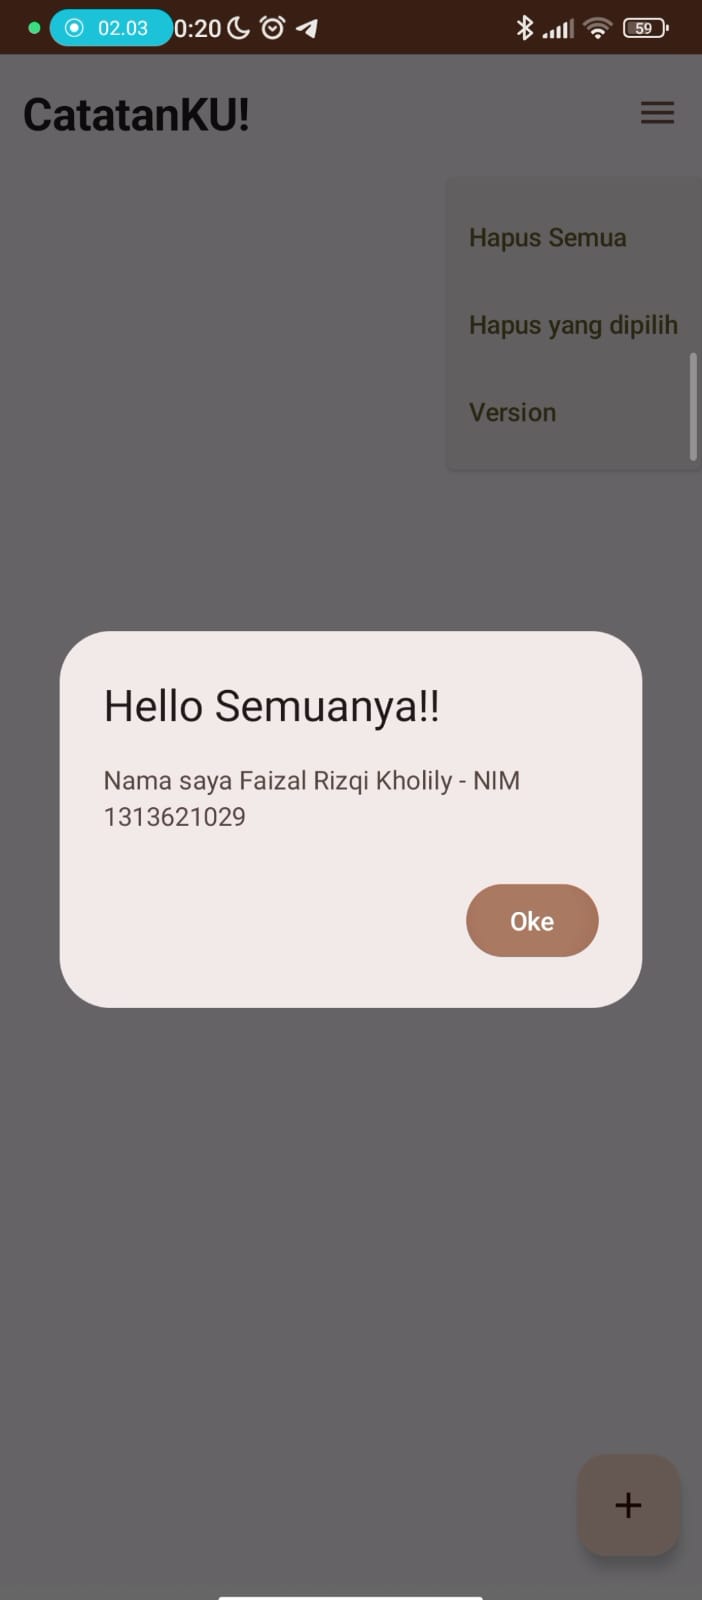 02.03 0:20 59
CatatanKU!
Hapus Semua
Hapus yang dipilih
Version
Hello Semuanya!!
Nama saya Faizal Rizqi Kholily - NIM
1313621029
Oke
+